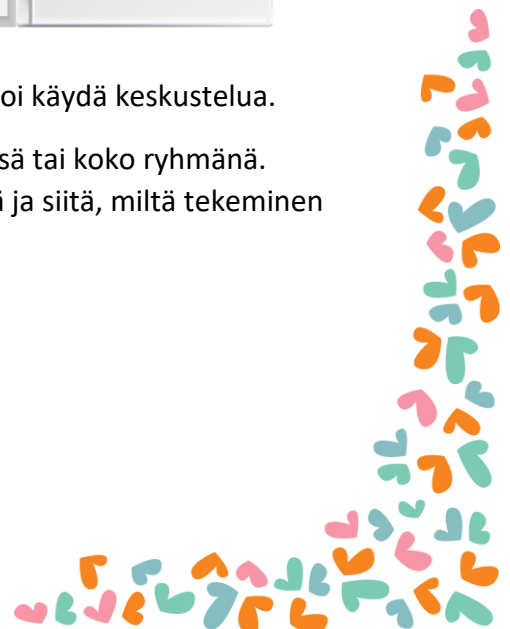 oi käydä keskustelua.
sä tai koko ryhmänä.
ja siitä, miltä tekeminen